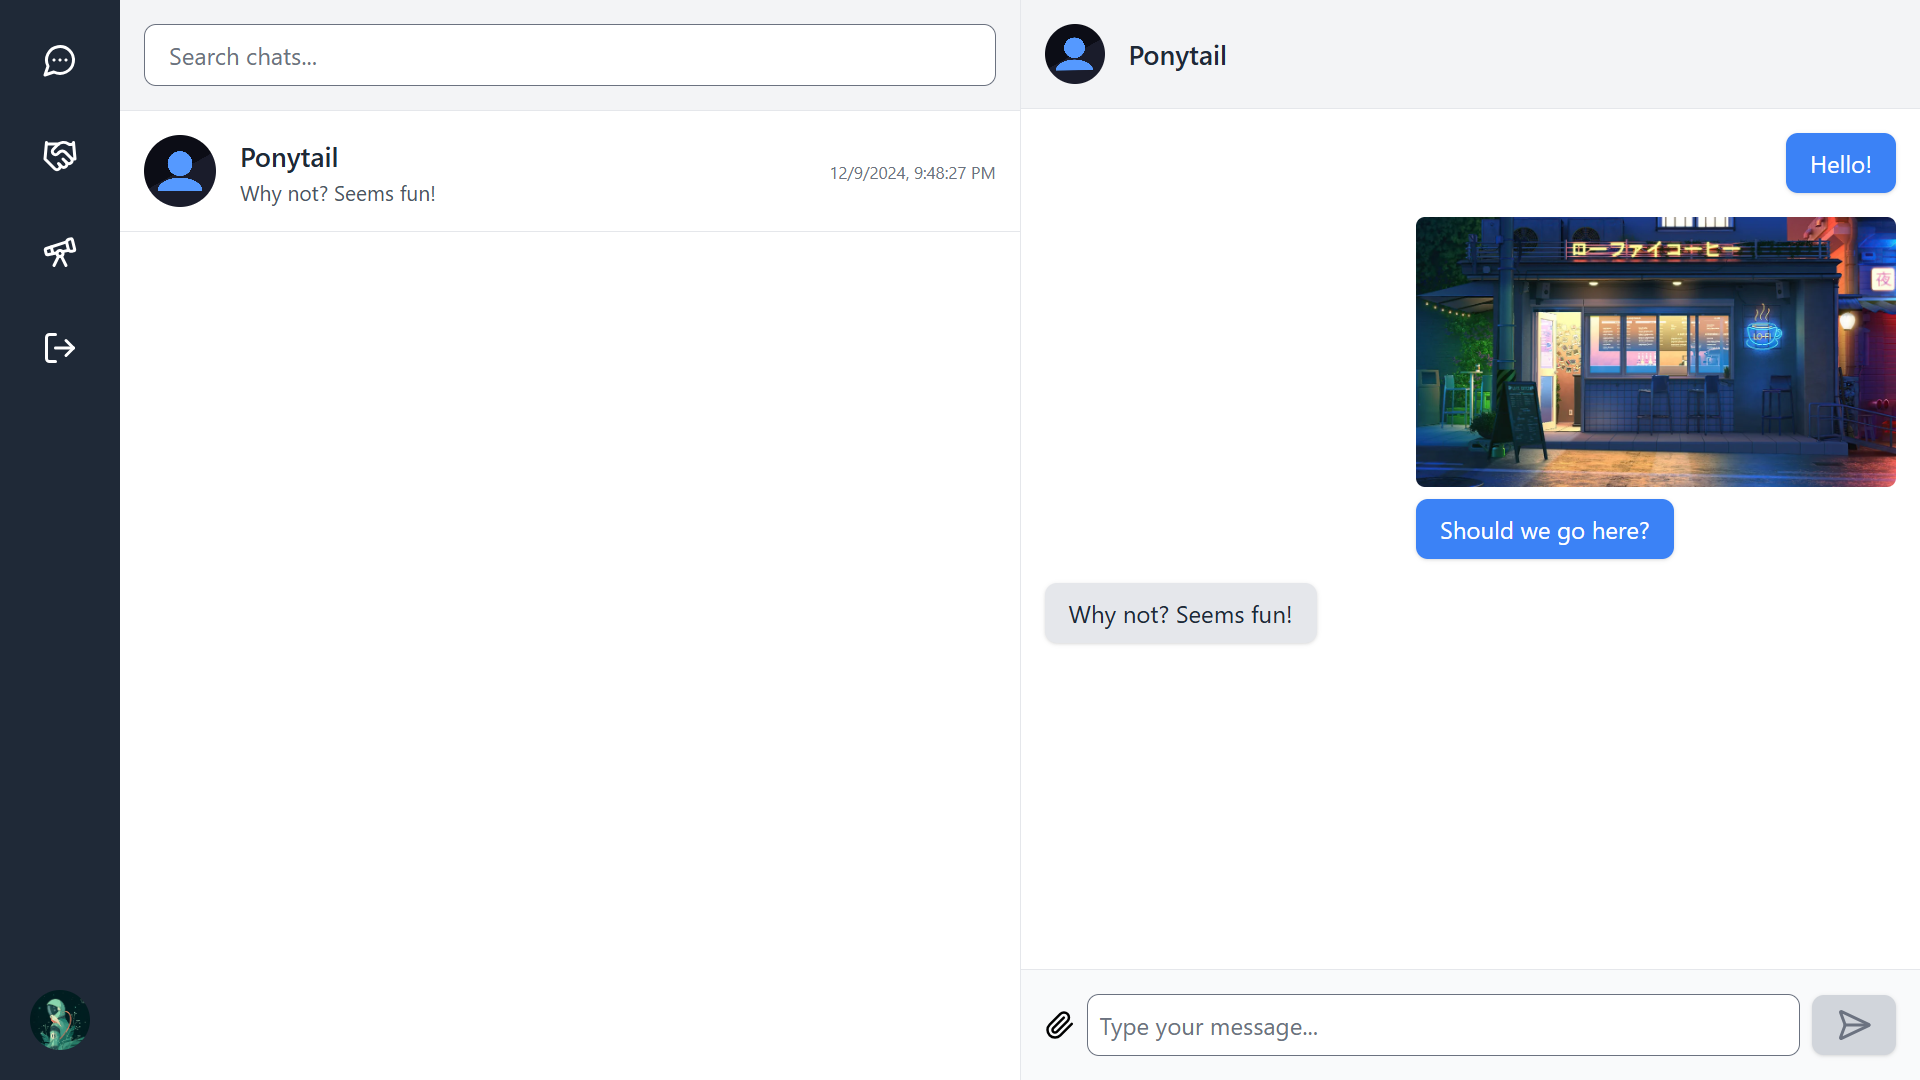 Search chats...
Ponytail
Why not? Seems fun!
12/9/2024, 9:48:27 PM
Ponytail
Hello!
ローファイコーヒー
夜
LO-FI
Should we go here?
Why not? Seems fun!
Type your message...